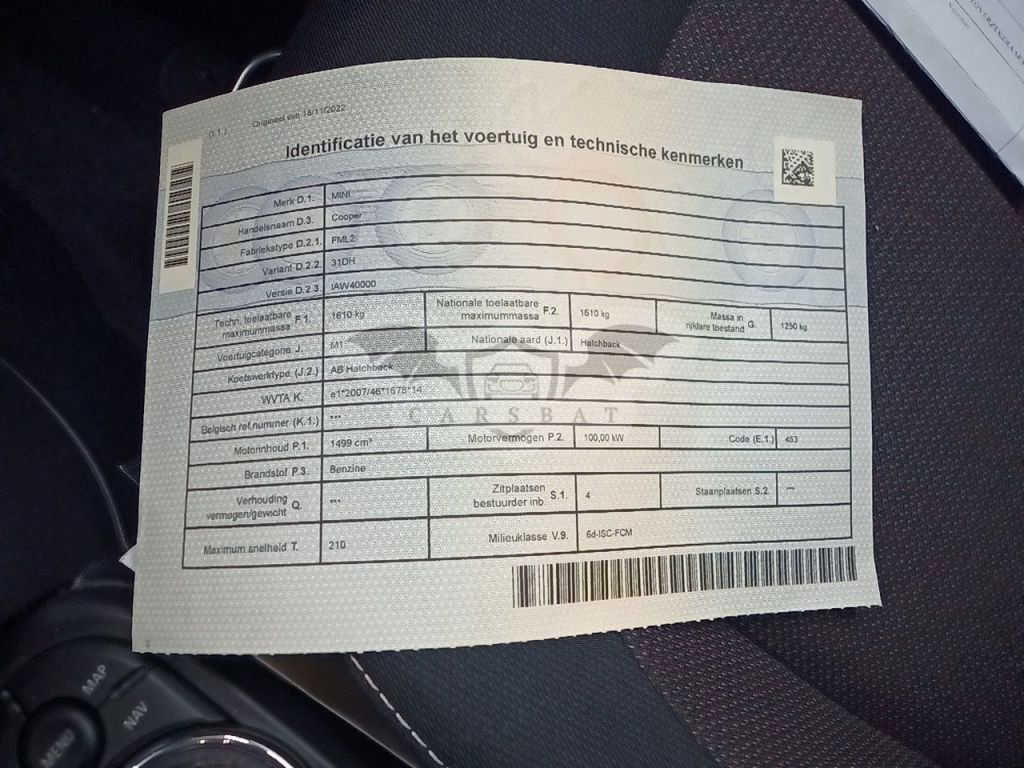 (I.1) Origineel van 16/11/2022
Identificatie van het voertuig en technische kenmerken
Merk D.1. MINI
Handelsnaam D.3. Cooper
Fabriekstype D.2.1. FML2
Variant D.2.2. 31DH
Versie D.2.3. IAW40000
Techn. toelaatbare maximummassa F.1. 1610 kg Nationale toelaatbare maximummassa F.2. 1610 kg Massa in rijklare toestand G. 1250 kg
Voertuigcategorie J. M1 Nationale aard (J.1.) Hatchback
Koetswerktype (J.2.) AB Hatchback
WVTA K. e1*2007/46*1678*14
CARSBAT
Belgisch ref.nummer (K.1.) ---
Motorinhoud P.1. 1499 cm³ Motorvermogen P.2. 100,00 kW Code (E.1.) 453
Brandstof P.3. Benzine
Verhouding vermogen/gewicht Q. --- Zitplaatsen bestuurder inb. S.1. 4 Staanplaatsen S.2. ---
Maximum snelheid T. 210 Milieuklasse V.9. 6d-ISC-FCM
MAP
NAV
MENU